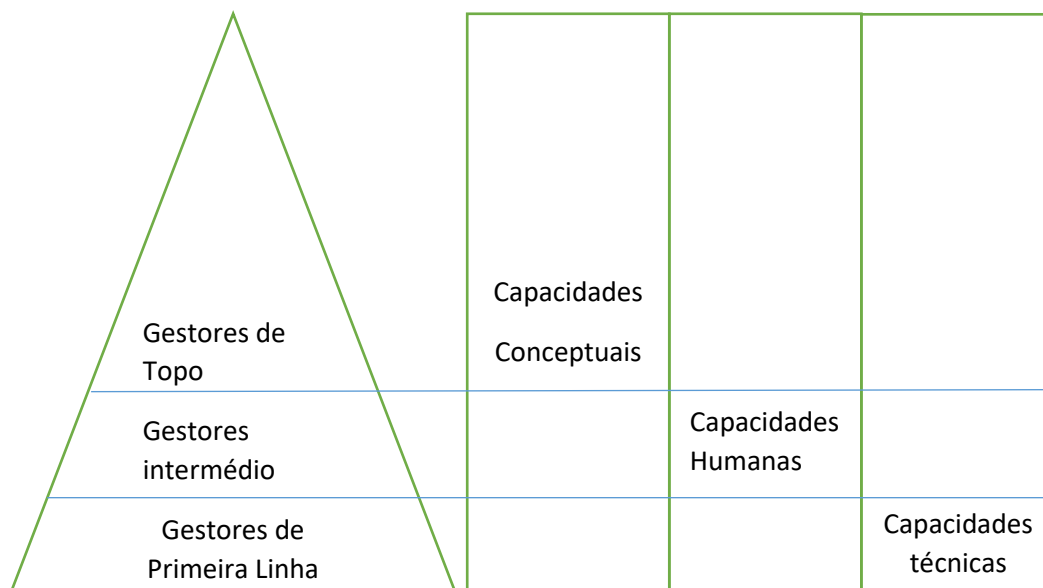 Capacidades
Conceptuais
Gestores de
Topo
Gestores
intermédio
Capacidades
Humanas
Gestores de
Primeira Linha
Capacidades
técnicas